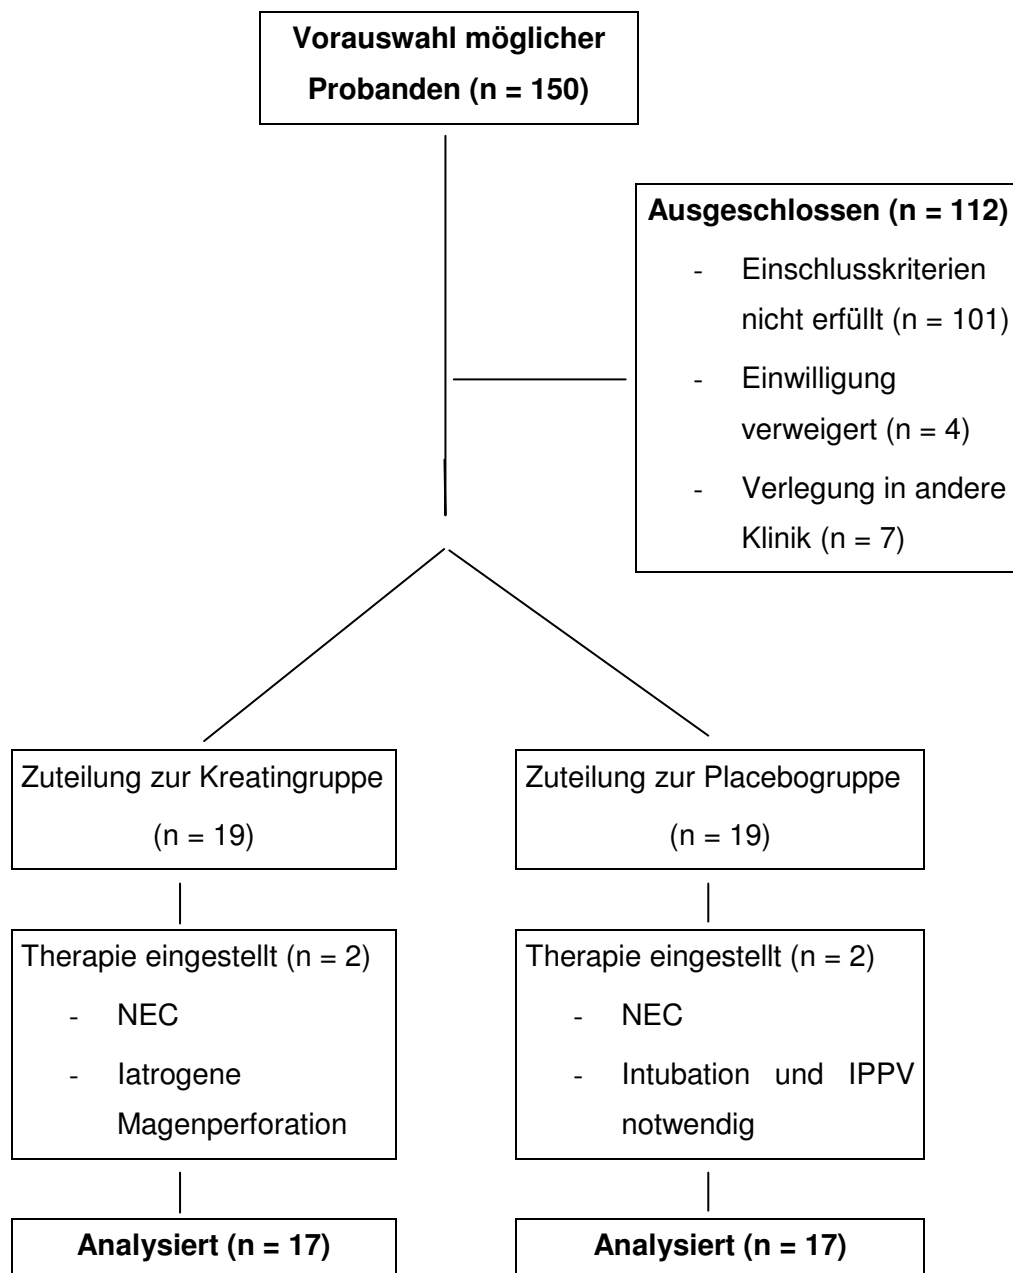 Vorauswahl möglicher
Probanden (n = 150)
Ausgeschlossen (n = 112)
- Einschlusskriterien
nicht erfüllt (n = 101)
- Einwilligung
verweigert (n = 4)
- Verlegung in andere
Klinik (n = 7)
Zuteilung zur Kreatingruppe
(n = 19)
Zuteilung zur Placebogruppe
(n = 19)
Therapie eingestellt (n = 2)
- NEC
- Iatrogene
Magenperforation
Therapie eingestellt (n = 2)
- NEC
- Intubation und IPPV
notwendig
Analysiert (n = 17)
Analysiert (n = 17)